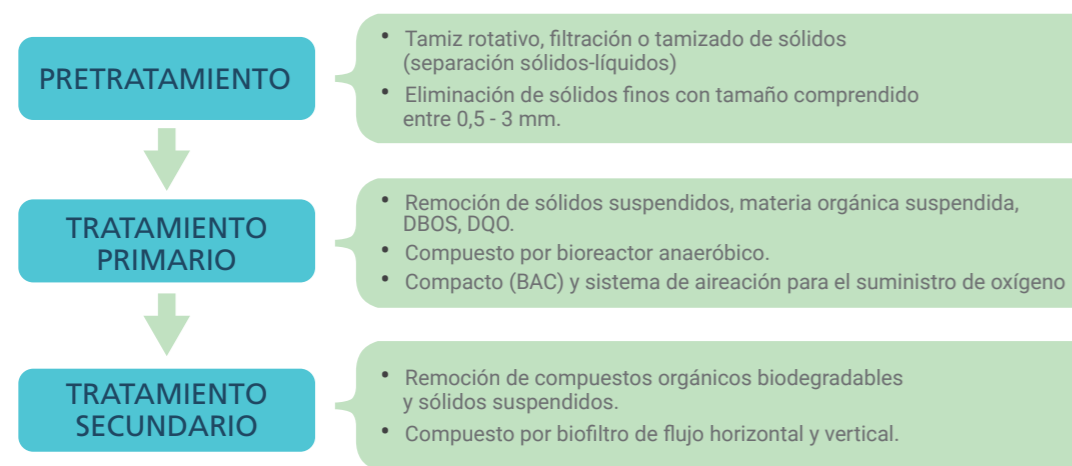 PRETRATAMIENTO
• Tamiz rotativo, filtración o tamizado de sólidos
(separación sólidos-líquidos)
• Eliminación de sólidos finos con tamaño comprendido
entre 0,5 - 3 mm.
TRATAMIENTO
PRIMARIO
• Remoción de sólidos suspendidos, materia orgánica suspendida,
DBOS, DQO.
• Compuesto por bioreactor anaeróbico.
• Compacto (BAC) y sistema de aireación para el suministro de oxígeno
TRATAMIENTO
SECUNDARIO
• Remoción de compuestos orgánicos biodegradables
y sólidos suspendidos.
• Compuesto por biofiltro de flujo horizontal y vertical.